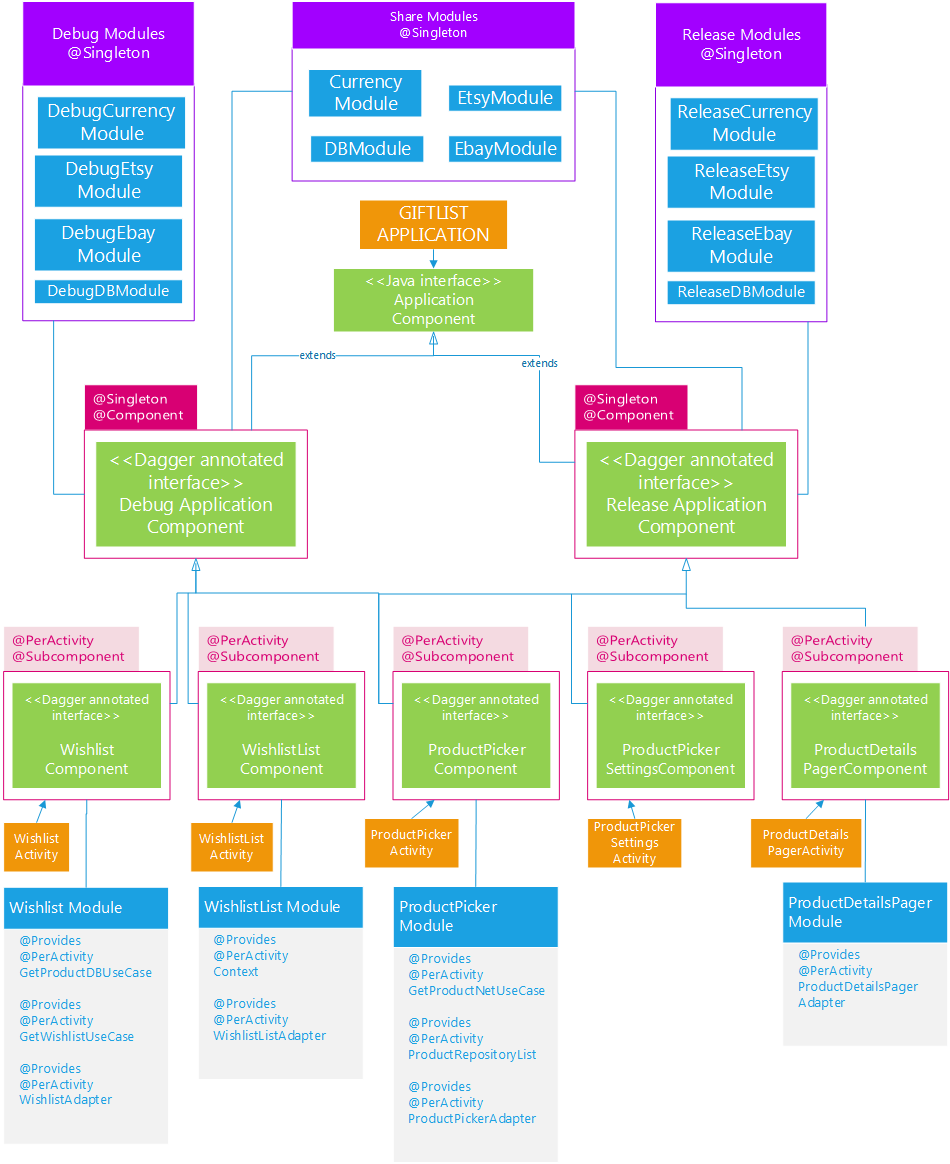 Debug Modules
@Singleton
DebugCurrency
Module
DebugEtsy
Module
DebugEbay
Module
DebugDBModule
Share Modules
@Singleton
Currency
Module
EtsyModule
DBModule
EbayModule
Release Modules
@Singleton
ReleaseCurrency
Module
ReleaseEtsy
Module
ReleaseEbay
Module
ReleaseDBModule
GIFTLIST
APPLICATION
<<Java interface>>
Application
Component
extends
extends
@Singleton
@Component
<<Dagger annotated
interface>>
Debug Application
Component
@Singleton
@Component
<<Dagger annotated
interface>>
Release Application
Component
@PerActivity
@Subcomponent
<<Dagger annotated
interface>>
Wishlist
Component
@PerActivity
@Subcomponent
<<Dagger annotated
interface>>
WishlistList
Component
@PerActivity
@Subcomponent
<<Dagger annotated
interface>>
ProductPicker
Component
@PerActivity
@Subcomponent
<<Dagger annotated
interface>>
ProductPicker
SettingsComponent
@PerActivity
@Subcomponent
<<Dagger annotated
interface>>
ProductDetails
PagerComponent
Wishlist
Activity
WishlistList
Activity
ProductPicker
Activity
ProductPicker
Settings
Activity
ProductDetails
PagerActivity
Wishlist Module
@Provides
@PerActivity
GetProductDBUseCase
@Provides
@PerActivity
GetWishlistUseCase
@Provides
@PerActivity
WishlistAdapter
WishlistList Module
@Provides
@PerActivity
Context
@Provides
@PerActivity
WishlistListAdapter
ProductPicker
Module
@Provides
@PerActivity
GetProductNetUseCase
@Provides
@PerActivity
ProductRepositoryList
@Provides
@PerActivity
ProductPickerAdapter
ProductDetailsPager
Module
@Provides
@PerActivity
ProductDetailsPager
Adapter